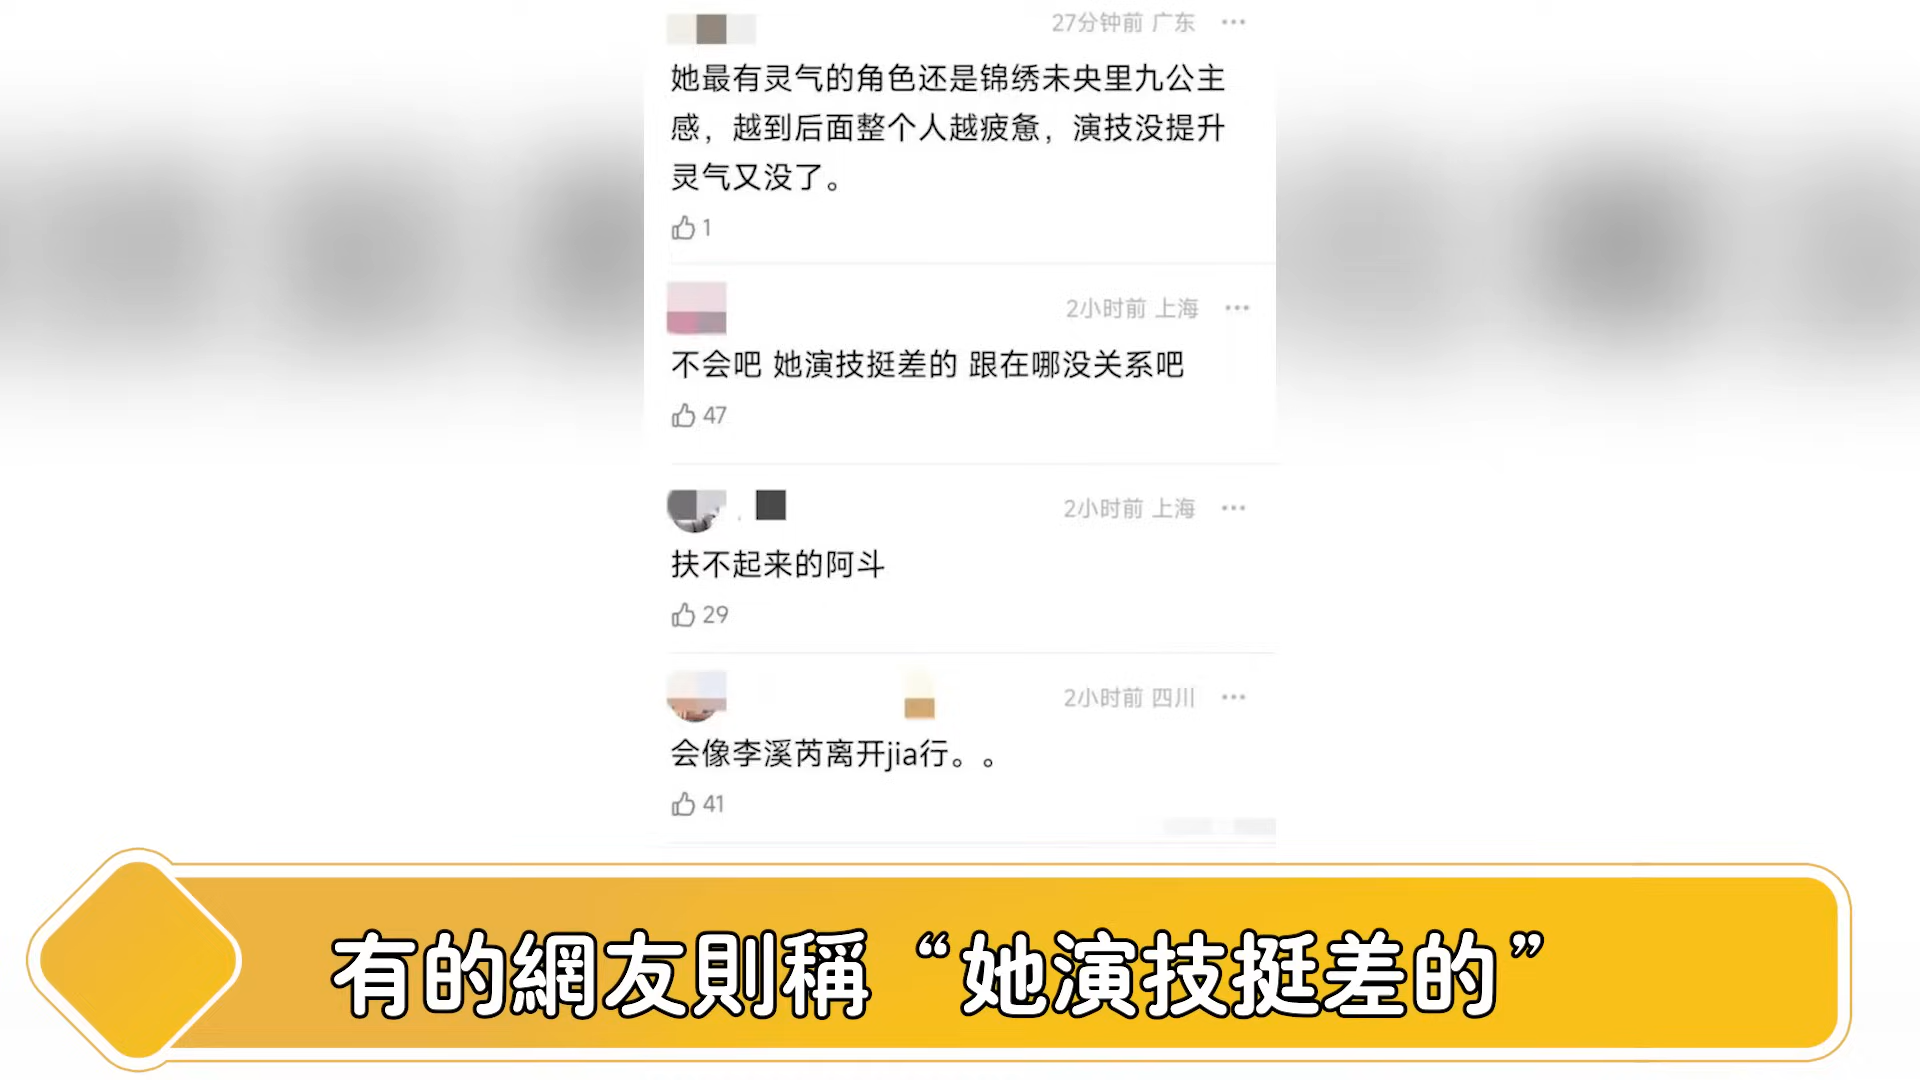 27分钟前 广东
她最有灵气的角色还是锦绣未央里九公主
感，越到后面整个人越疲惫，演技没提升
灵气又没了。
1
2小时前 上海
不会吧 她演技挺差的 跟在哪没关系吧
47
2小时前 上海
扶不起来的阿斗
29
2小时前 四川
会像李溪芮离开jia行。。
41
有的網友則稱“她演技挺差的”